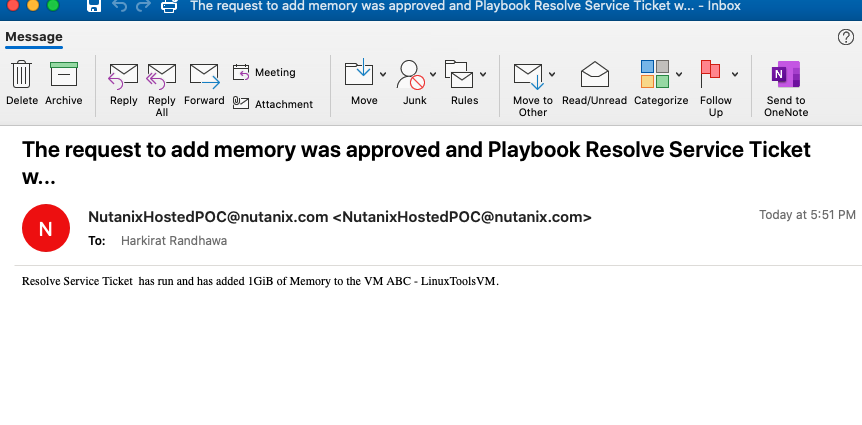 The request to add memory was approved and Playbook Resolve Service Ticket w... - Inbox
Message
Delete Archive Reply Reply All Forward Meeting Attachment Move Junk Rules Move to Other Read/Unread Categorize Follow Up Send to OneNote
The request to add memory was approved and Playbook Resolve Service Ticket
w...
N
NutanixHostedPOC@nutanix.com <NutanixHostedPOC@nutanix.com>
Today at 5:51 PM
To: Harkirat Randhawa
Resolve Service Ticket has run and has added 1GiB of Memory to the VM ABC - LinuxToolsVM.